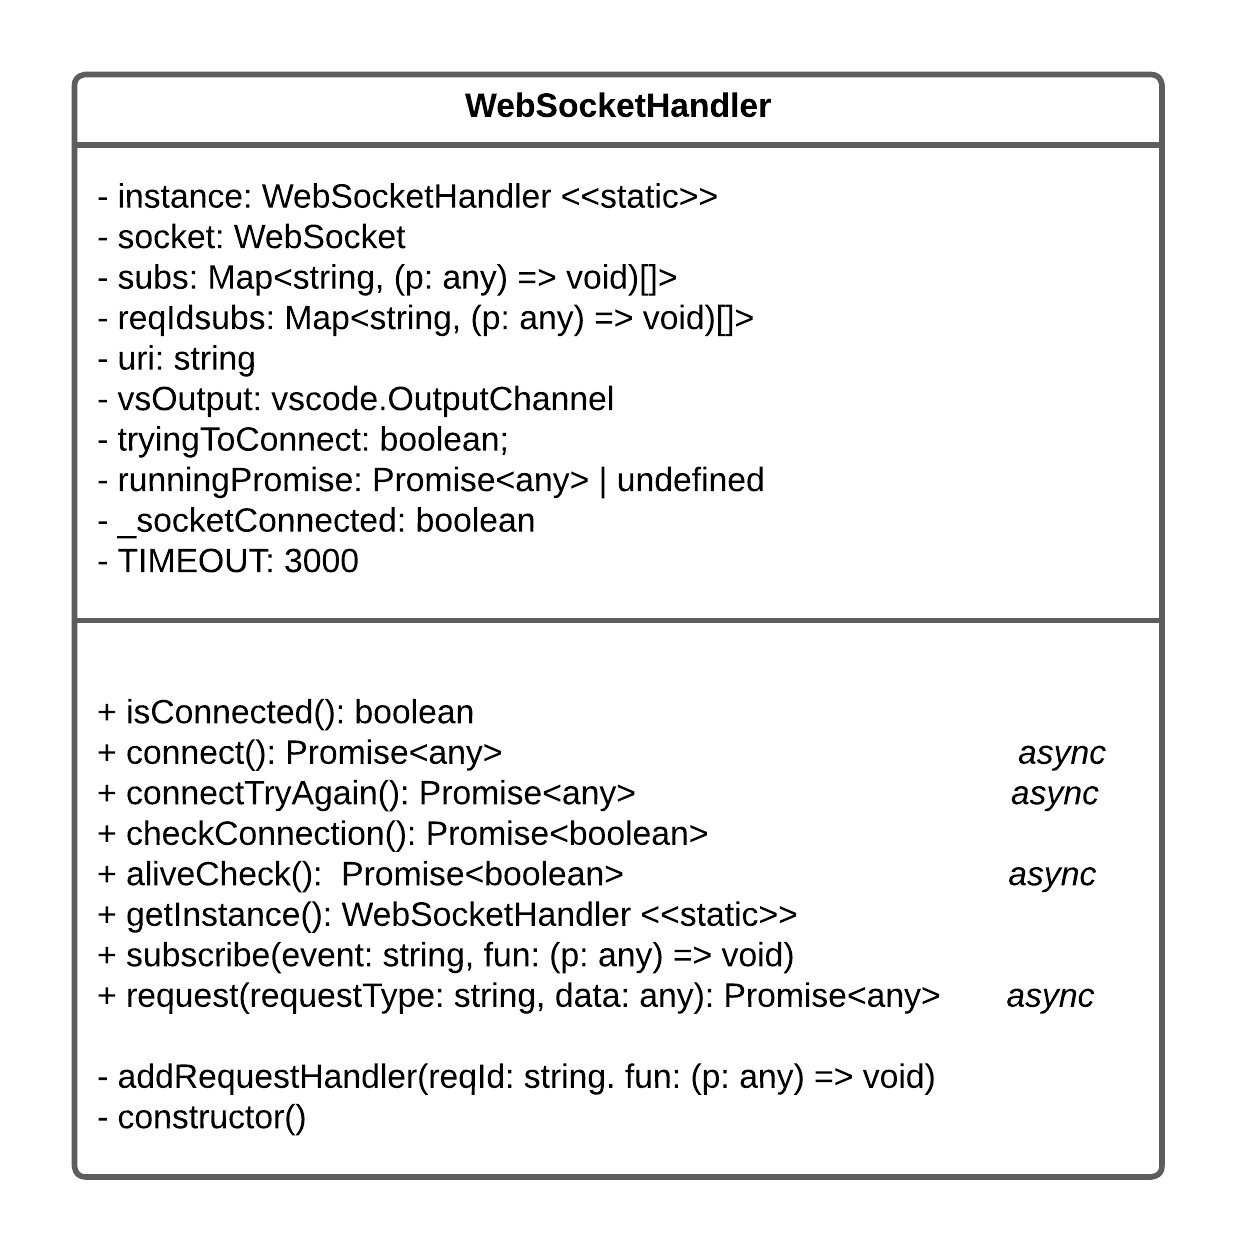 WebSocketHandler
- instance: WebSocketHandler <<static>>
- socket: WebSocket
- subs: Map<string, (p: any) => void)[]>
- reqIdsubs: Map<string, (p: any) => void)[]>
- uri: string
- vsOutput: vscode.OutputChannel
- tryingToConnect: boolean;
- runningPromise: Promise<any> | undefined
- _socketConnected: boolean
- TIMEOUT: 3000
+ isConnected(): boolean
+ connect(): Promise<any> async
+ connectTryAgain(): Promise<any> async
+ checkConnection(): Promise<boolean>
+ aliveCheck():  Promise<boolean> async
+ getInstance(): WebSocketHandler <<static>>
+ subscribe(event: string, fun: (p: any) => void)
+ request(requestType: string, data: any): Promise<any> async
- addRequestHandler(reqId: string. fun: (p: any) => void)
- constructor()